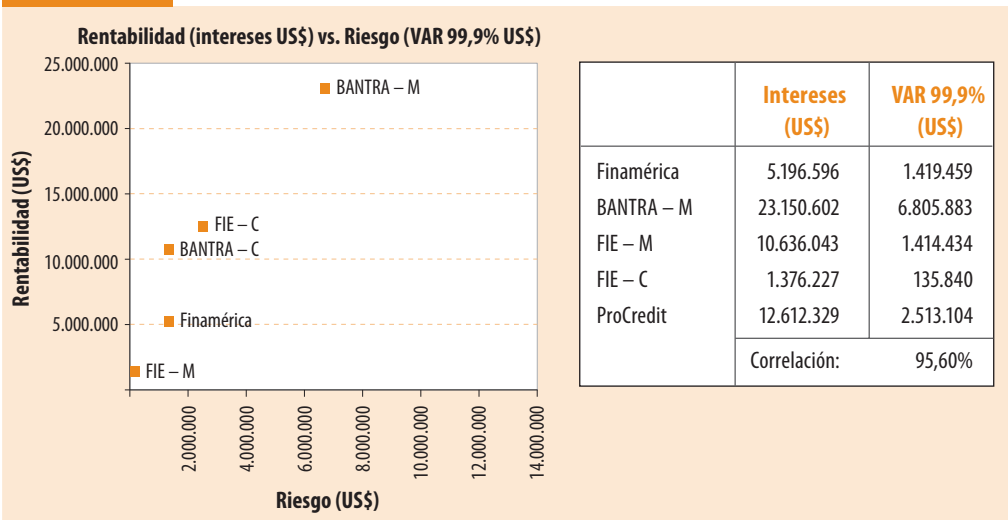 Rentabilidad (intereses US$) vs. Riesgo (VAR 99,9% US$)
Rentabilidad (US$)
25.000.000
20.000.000
15.000.000
10.000.000
5.000.000
BANTRA – M
FIE – C
BANTRA – C
Finamérica
FIE – M
2.000.000
4.000.000
6.000.000
8.000.000
10.000.000
12.000.000
14.000.000
Riesgo (US$)
Intereses (US$) VAR 99,9% (US$)
Finamérica 5.196.596 1.419.459
BANTRA – M 23.150.602 6.805.883
FIE – M 10.636.043 1.414.434
FIE – C 1.376.227 135.840
ProCredit 12.612.329 2.513.104
Correlación: 95,60%